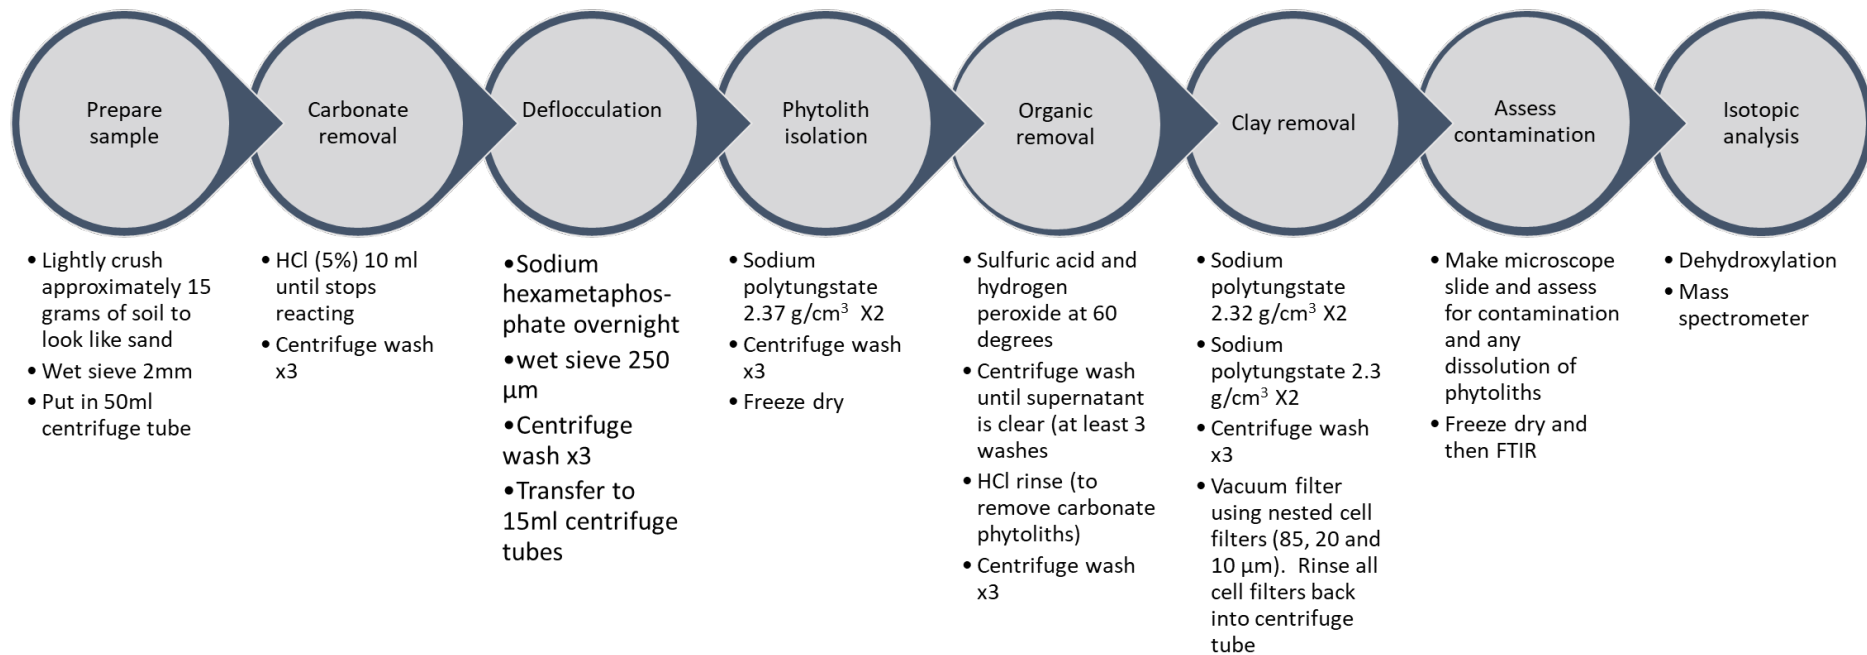 Prepare
sample
Carbonate
removal
Deflocculation
Phytolith
isolation
Organic
removal
Clay removal
Assess
contamination
Isotopic
analysis
• Lightly crush
approximately 15
grams of soil to
look like sand
• Wet sieve 2mm
• Put in 50ml
centrifuge tube
• HCl (5%) 10 ml
until stops
reacting
• Centrifuge wash
x3
•Sodium
hexametaphos-
phate overnight
•wet sieve 250
µm
•Centrifuge
wash x3
•Transfer to
15ml centrifuge
tubes
• Sodium
polytungstate
2.37 g/cm³ X2
• Centrifuge wash
x3
• Freeze dry
• Sulfuric acid and
hydrogen
peroxide at 60
degrees
• Centrifuge wash
until supernatant
is clear (at least 3
washes
• HCl rinse (to
remove carbonate
phytoliths)
• Centrifuge wash
x3
• Sodium
polytungstate
2.32 g/cm³ X2
• Sodium
polytungstate 2.3
g/cm³ X2
• Centrifuge wash
x3
• Vacuum filter
using nested cell
filters (85, 20 and
10 µm). Rinse all
cell filters back
into centrifuge
tube
• Make microscope
slide and assess
for contamination
and any
dissolution of
phytoliths
• Freeze dry and
then FTIR
• Dehydroxylation
• Mass
spectrometer